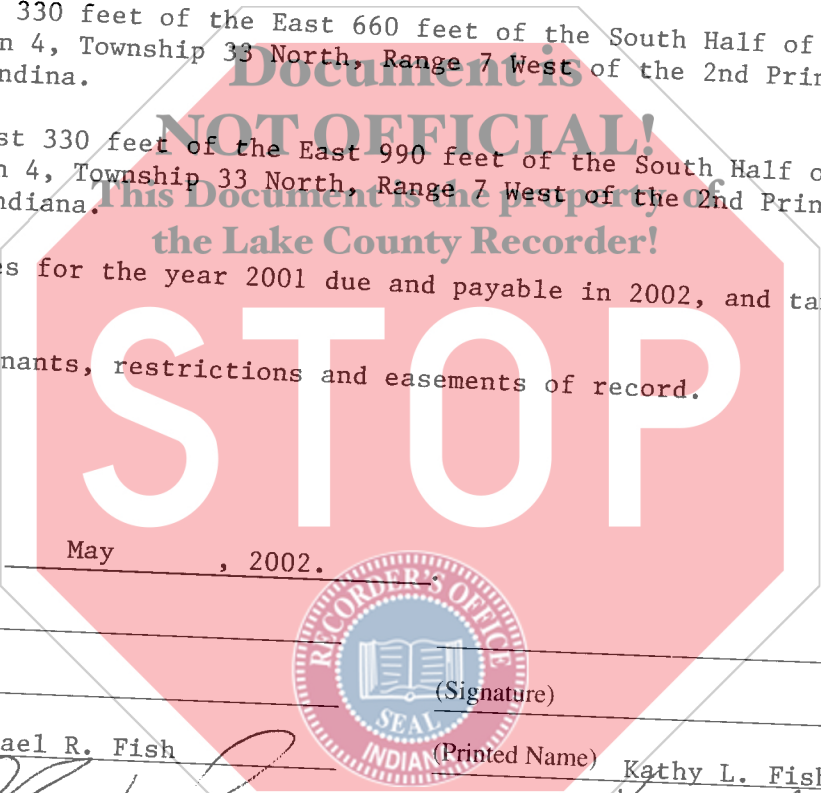 330 feet of the East 660 feet of the South Half of
n 4, Township 33 North, Range 7 West of the 2nd Prin
ndina.
Document is
NOT OFFICIAL!
This Document is the property of
the Lake County Recorder!
st 330 feet of the East 990 feet of the South Half o
n 4, Township 33 North, Range 7 West of the 2nd Prin
ndiana.
es for the year 2001 due and payable in 2002, and ta
STOP
nants, restrictions and easements of record.
May , 2002.
RECORDER'S OFFICE
SEAL
INDIANA
(Signature)
(Printed Name)
ael R. Fish
Kathy L. Fish